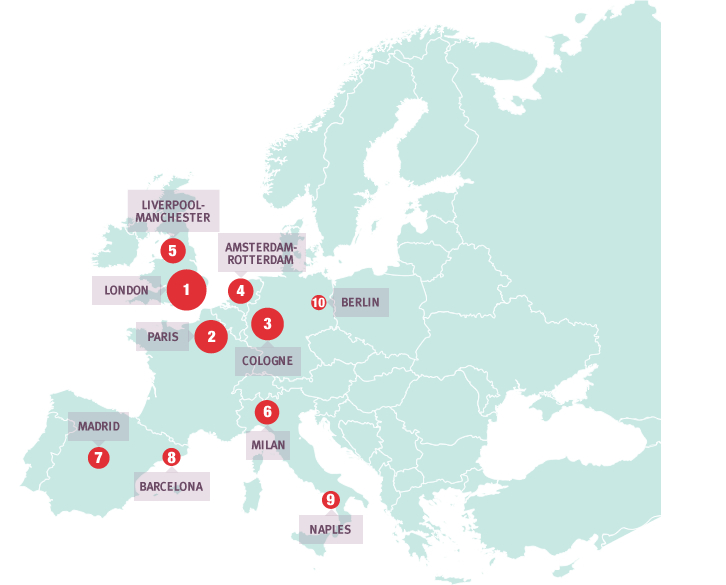 LIVERPOOL-
MANCHESTER
5
AMSTERDAM-
ROTTERDAM
LONDON
1
4
10
BERLIN
PARIS
2
3
COLOGNE
6
MILAN
MADRID
7
8
BARCELONA
9
NAPLES